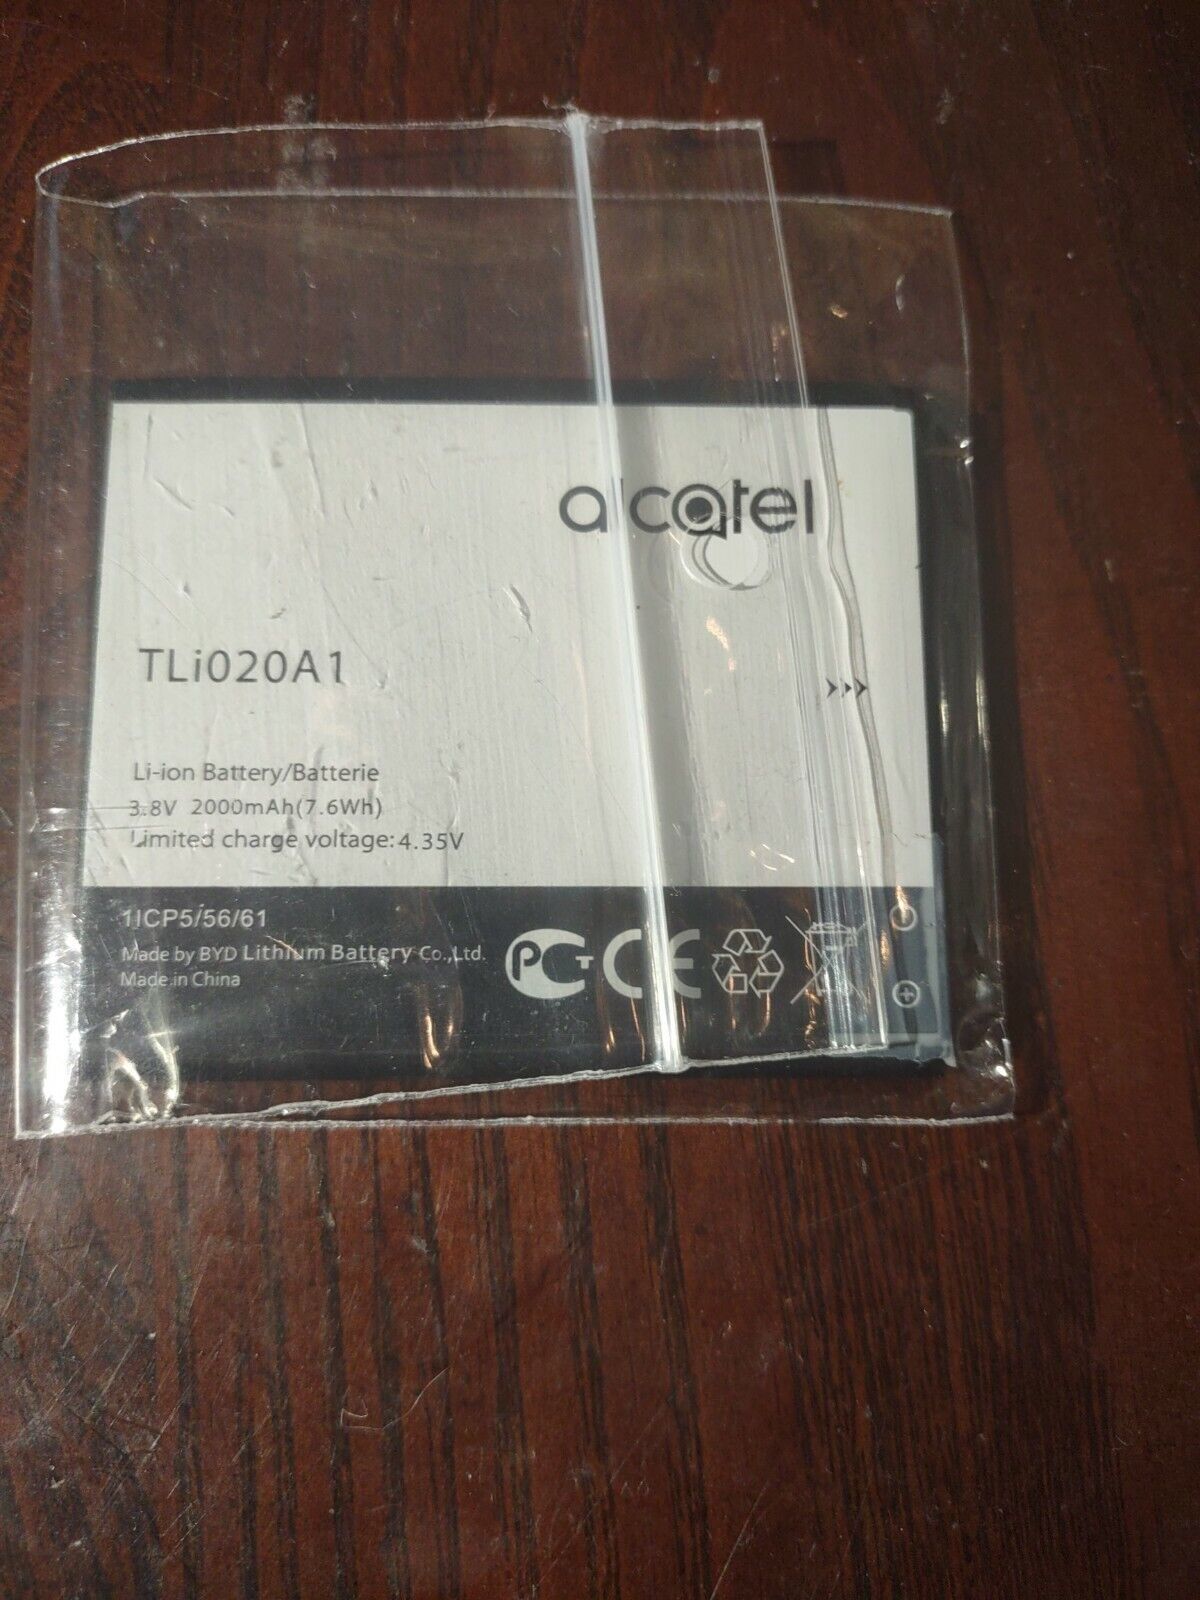 alcatel
TLi020A1
Li-ion Battery/Batterie
3.8V 2000mAh(7.6Wh)
Limited charge voltage: 4.35V
1ICP5/56/61
Made by BYD Lithium Battery Co.,Ltd.
Made in China